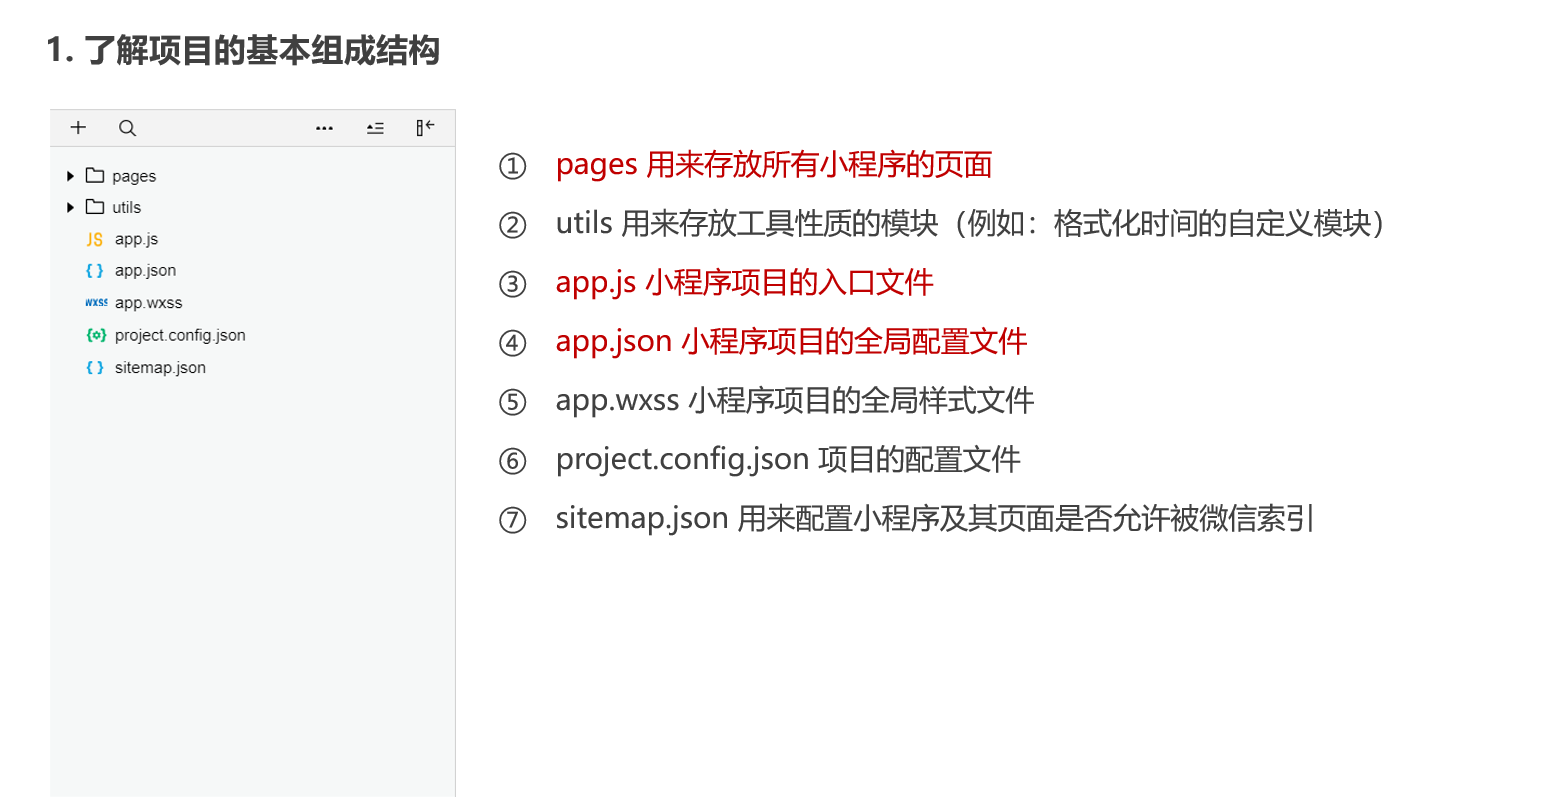 1. 了解项目的基本组成结构
pages
utils
JS app.js
{ } app.json
wxss app.wxss
project.config.json
{ } sitemap.json
① pages 用来存放所有小程序的页面
② utils 用来存放工具性质的模块（例如：格式化时间的自定义模块）
③ app.js 小程序项目的入口文件
④ app.json 小程序项目的全局配置文件
⑤ app.wxss 小程序项目的全局样式文件
⑥ project.config.json 项目的配置文件
⑦ sitemap.json 用来配置小程序及其页面是否允许被微信索引